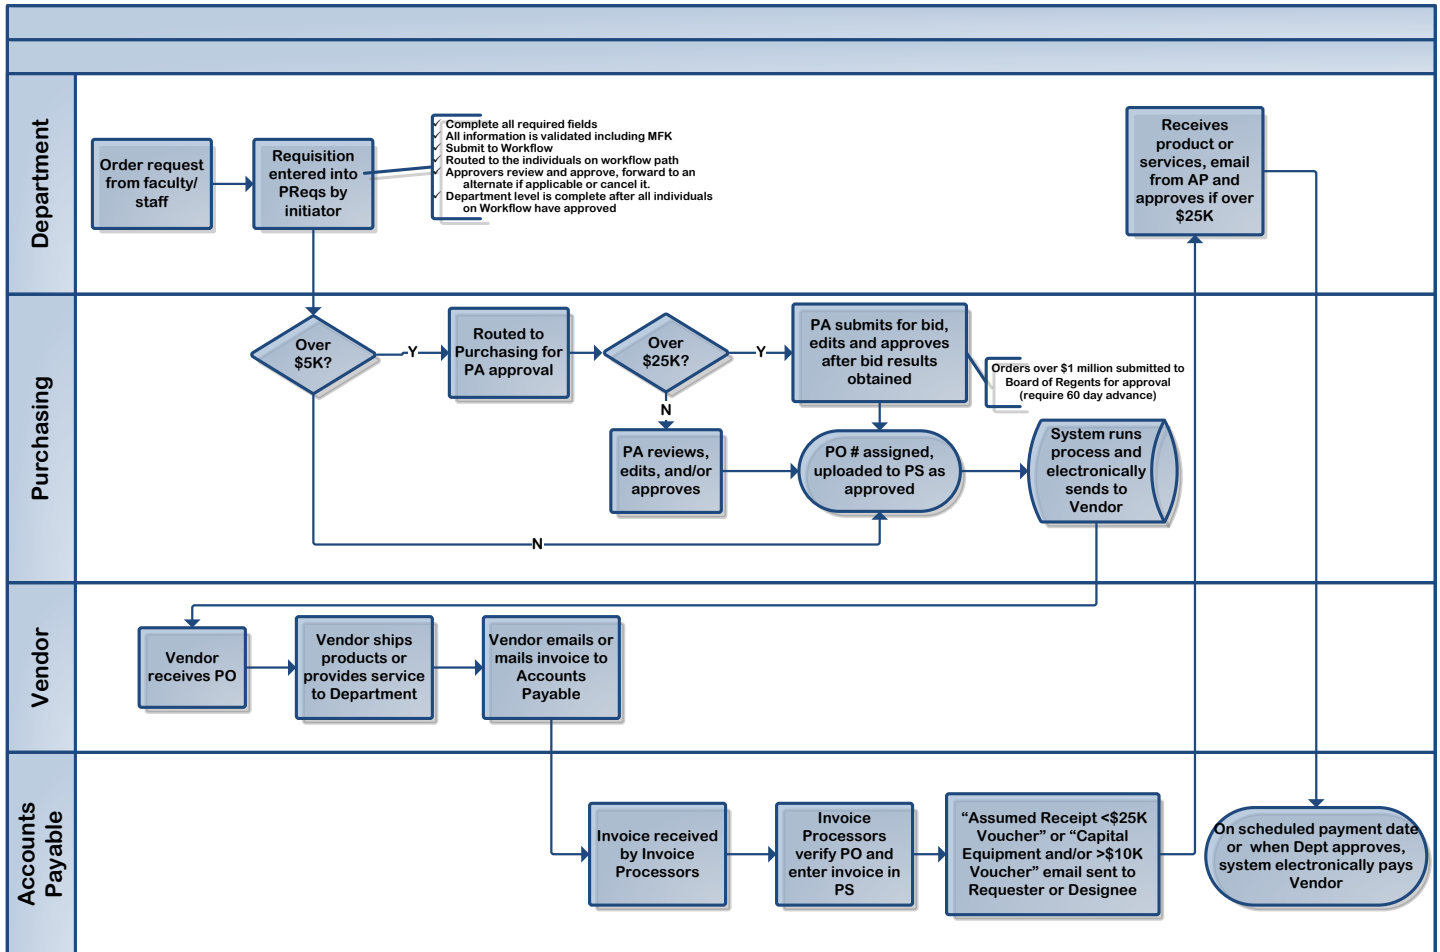 Department
Order request
from faculty/
staff
Requisition
entered into
PReqs by
initiator
✓ Complete all required fields
✓ All information is validated including MFK
✓ Submit to Workflow
✓ Routed to the individuals on workflow path
✓ Approvers review and approve, forward to an
alternate if applicable or cancel it.
✓ Department level is complete after all individuals
on Workflow have approved
Receives
product or
services, email
from AP and
approves if over
$25K
Purchasing
Over
$5K?
Y
Routed to
Purchasing for
PA approval
Over
$25K?
Y
PA submits for bid,
edits and approves
after bid results
obtained
Orders over $1 million submitted to
Board of Regents for approval
(require 60 day advance)
N
PA reviews,
edits, and/or
approves
PO # assigned,
uploaded to PS as
approved
System runs
process and
electronically
sends to
Vendor
N
Vendor
Vendor
receives PO
Vendor ships
products or
provides service
to Department
Vendor emails or
mails invoice to
Accounts
Payable
Accounts
Payable
Invoice received
by Invoice
Processors
Invoice
Processors
verify PO and
enter invoice in
PS
“Assumed Receipt <$25K
Voucher” or “Capital
Equipment and/or >$10K
Voucher” email sent to
Requester or Designee
On scheduled payment date
or when Dept approves,
system electronically pays
Vendor